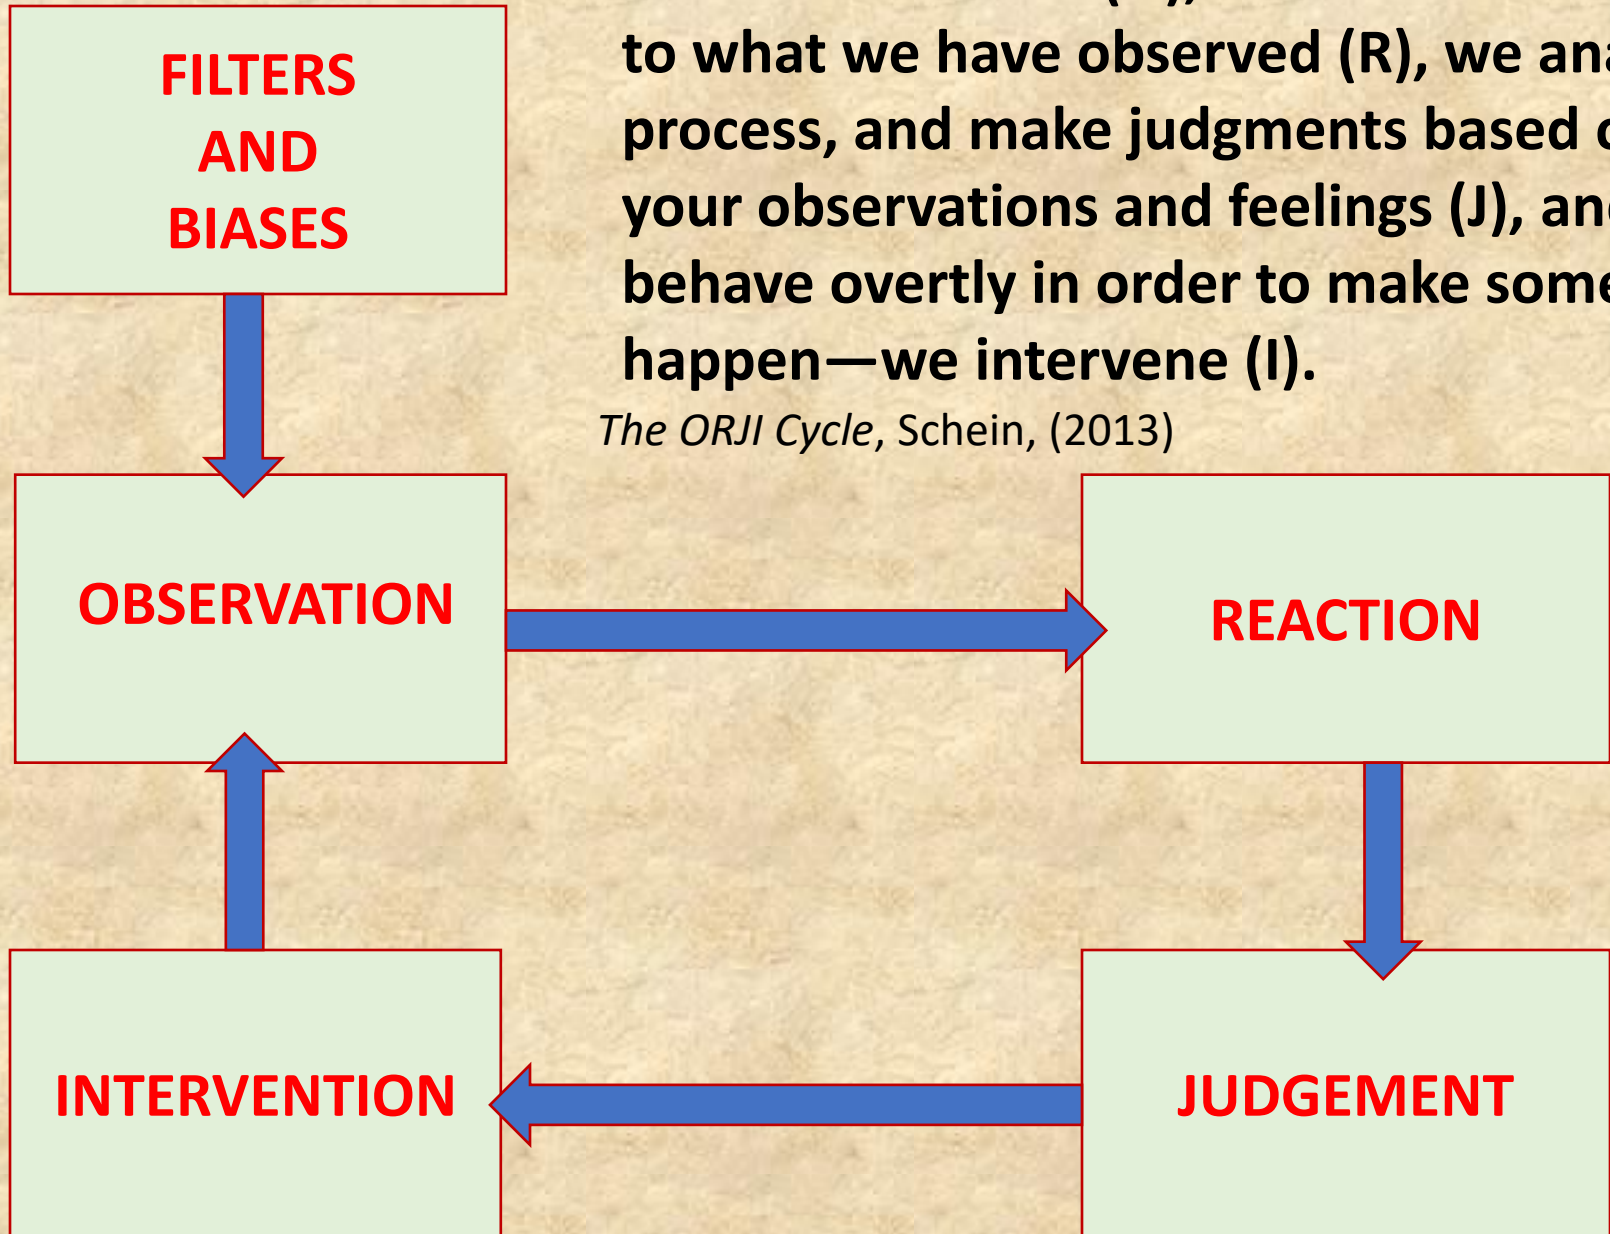 FILTERS
AND
BIASES
to what we have observed (R), we
process, and make judgments based
your observations and feelings (J),
behave overtly in order to make
happen—we intervene (I).
The ORJI Cycle, Schein, (2013)
OBSERVATION
REACTION
INTERVENTION
JUDGEMENT